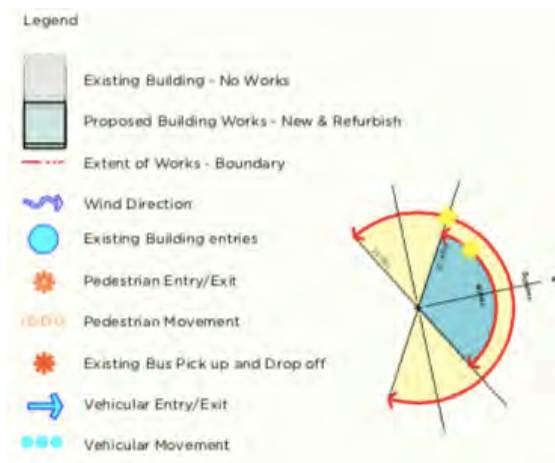 Legend
Existing Building - No Works
Proposed Building Works - New & Refurbish
Extent of Works - Boundary
Wind Direction
Existing Building entries
Pedestrian Entry/Exit
Pedestrian Movement
Existing Bus Pick up and Drop off
Vehicular Entry/Exit
Vehicular Movement